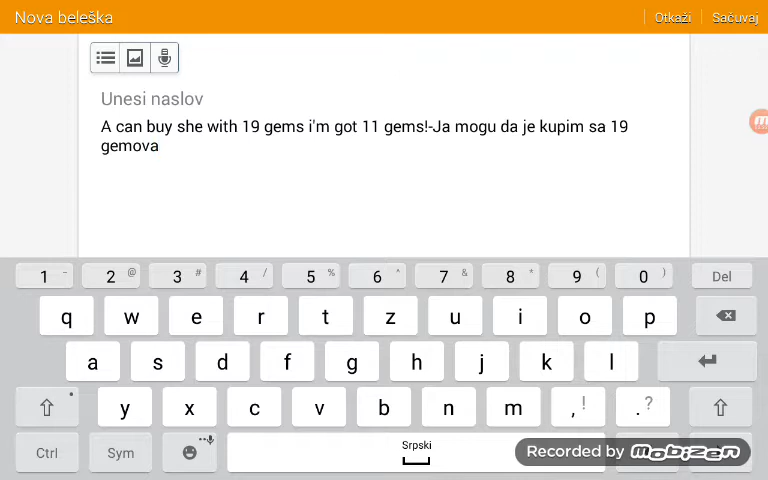 Nova beleška
Otkaži
Sačuvaj
Unesi naslov
A can buy she with 19 gems i'm got 11 gems!-Ja mogu da je kupim sa 19
gemova
1 - 2 @ 3 # 4 / 5 % 6 ^ 7 & 8 * 9 ( 0 ) Del
q w e r t z u i o p
a s d f g h j k l
y x c v b n m , ! . ?
Ctrl Sym Srpski
Recorded by mobizen